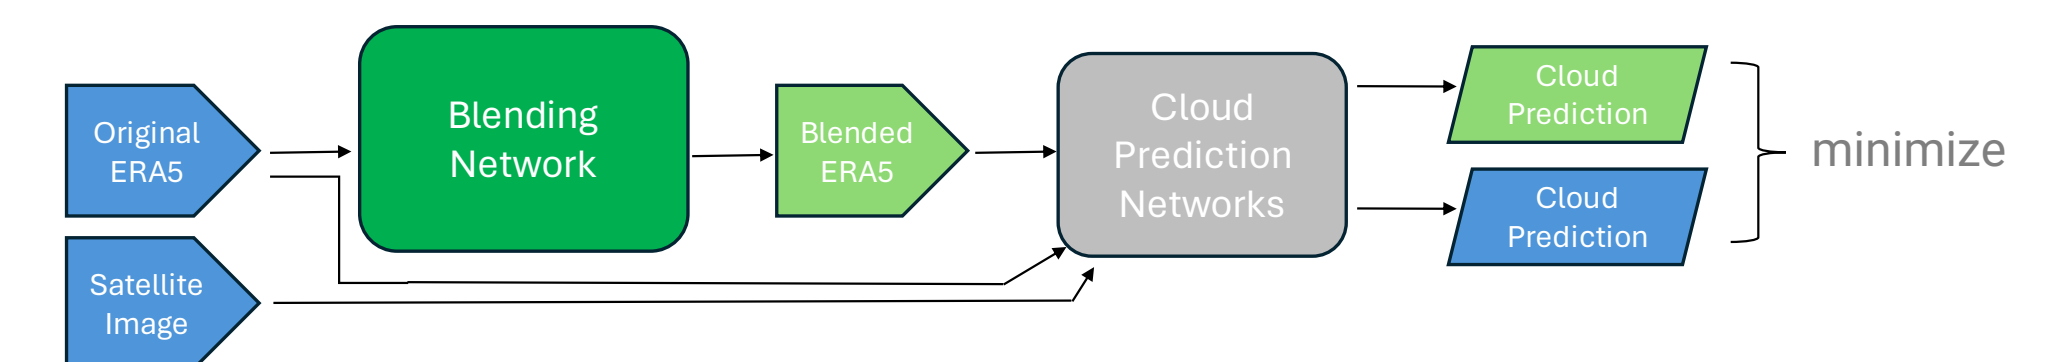 Original
ERA5
Blending
Network
Blended
ERA5
Cloud
Prediction
Networks
Cloud
Prediction
Cloud
Prediction
minimize
Satellite
Image